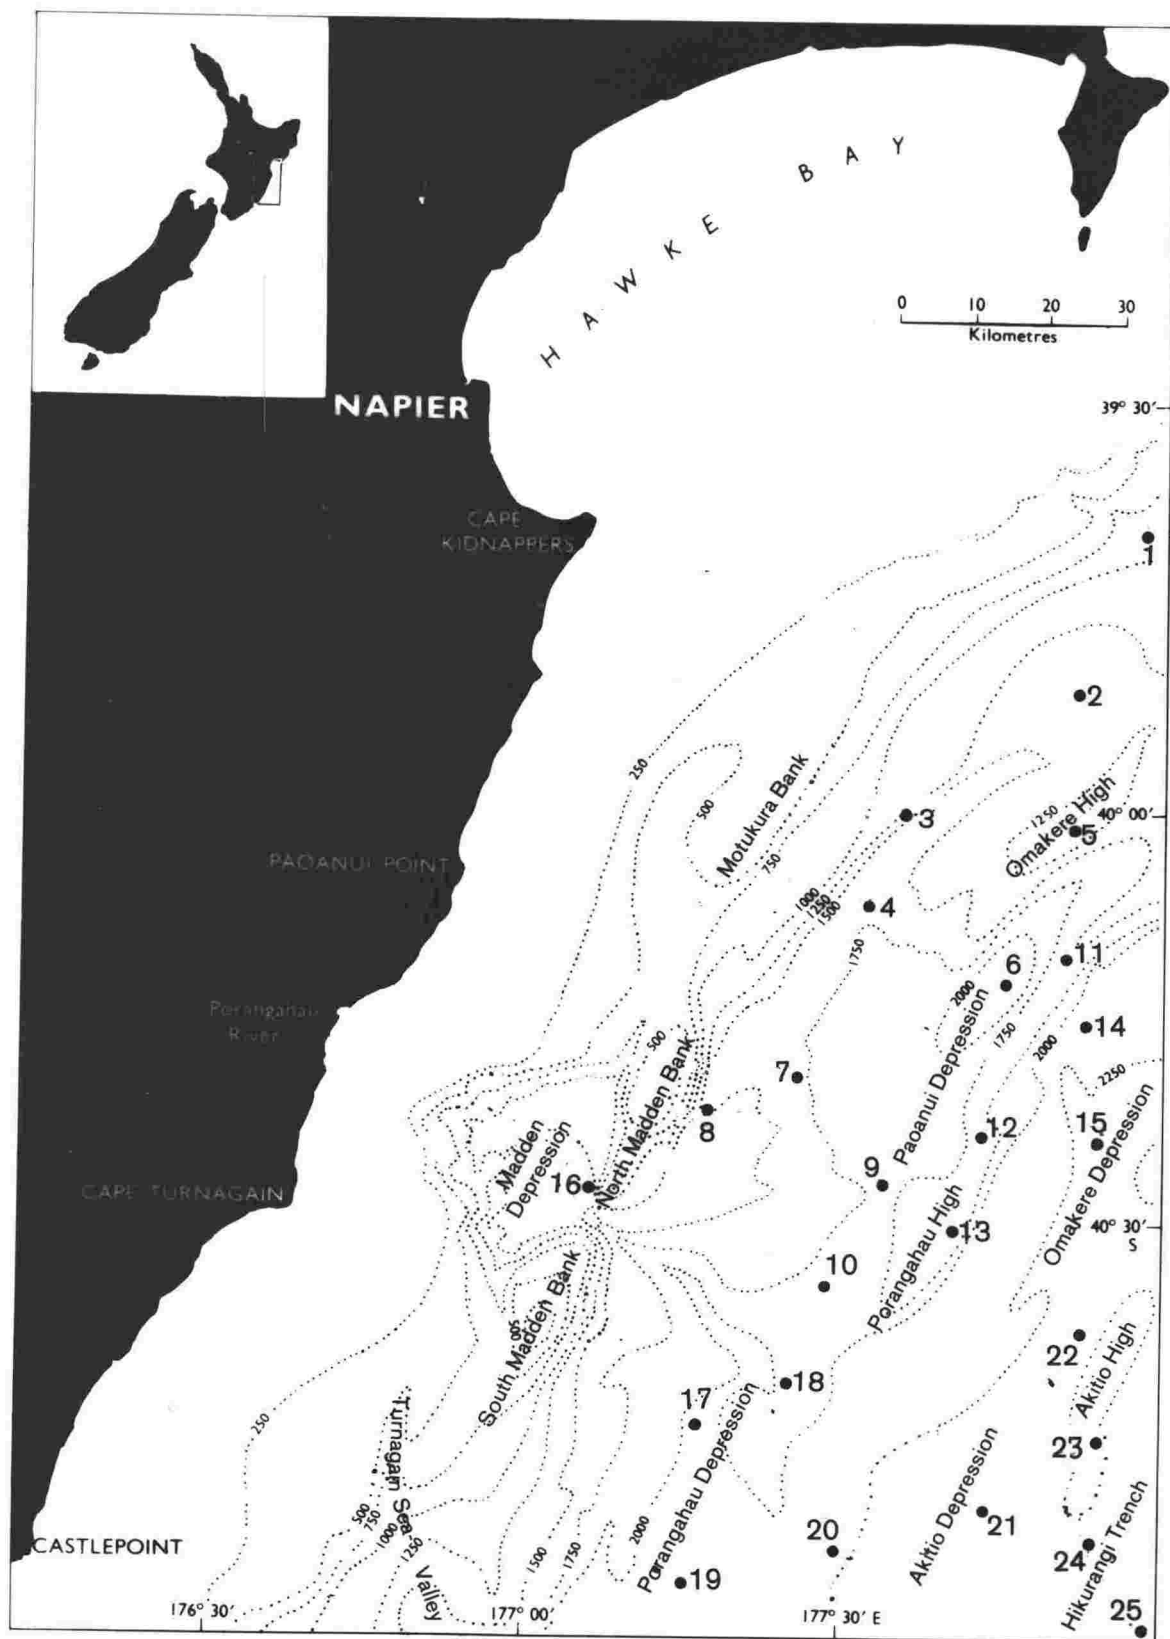 HAWKE BAY
0 10 20 30
Kilometres
NAPIER
39° 30′
CAPE
KIDNAPPERS
1
2
250
500
Motukura Bank
750
3
1250
Omakere High
5
40° 00′
PAOANUI POINT
1000
1250
1500
4
1750
6
11
2000
Paoanui Depression
1750
14
2000
Porangahau
River
500
North Madden Bank
7
8
2250
15
Omakere Depression
12
Madden
Depression
16
9
CAPE TURNAGAIN
Porangahau High
13
40° 30′
S
10
500
South Madden Bank
22
Akitio High
18
17
250
Turnagain Sea-
Valley
Porangahau Depression
23
500
750
1000
1250
1500
1750
2000
20
Akitio Depression
21
24
Hikurangi Trench
CASTLEPOINT
19
25
176° 30′
177° 00′
177° 30′ E